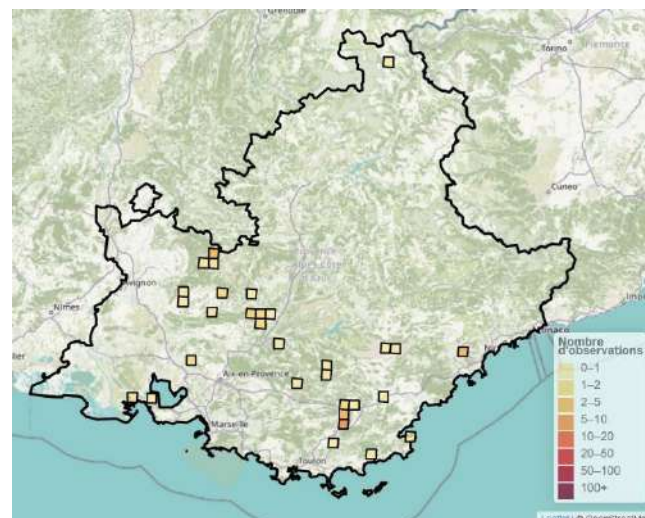 Grenoble
Torino
Piemonte
Cuneo
Avignon
Nîmes
Aix-en-Provence
Marseille
Toulon
Monaco
Nombre
d'observations
0–1
1–2
2–5
5–10
10–20
20–50
50–100
100+